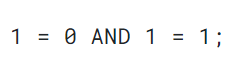 1 = 0 AND 1 = 1;